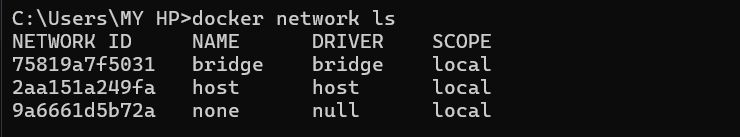 C:\Users\MY HP>docker network ls
NETWORK ID     NAME      DRIVER    SCOPE
75819a7f5031   bridge    bridge    local
2aa151a249fa   host      host      local
9a6661d5b72a   none      null      local